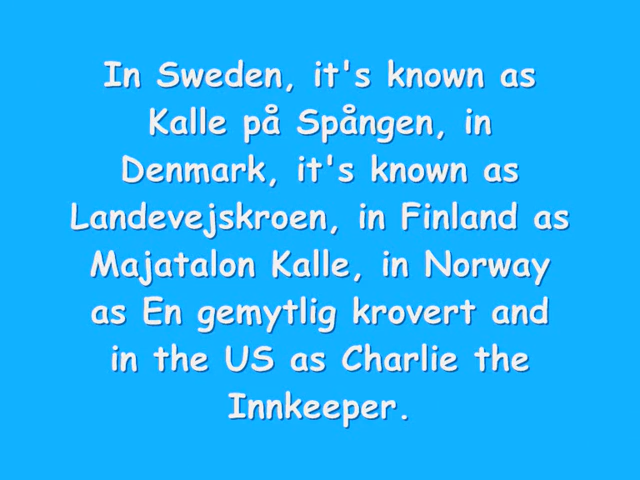 In Sweden, it's known as
Kalle på Spången, in
Denmark, it's known as
Landevejskroen, in Finland as
Majatalon Kalle, in Norway
as En gemytlig krovert and
in the US as Charlie the
Innkeeper.